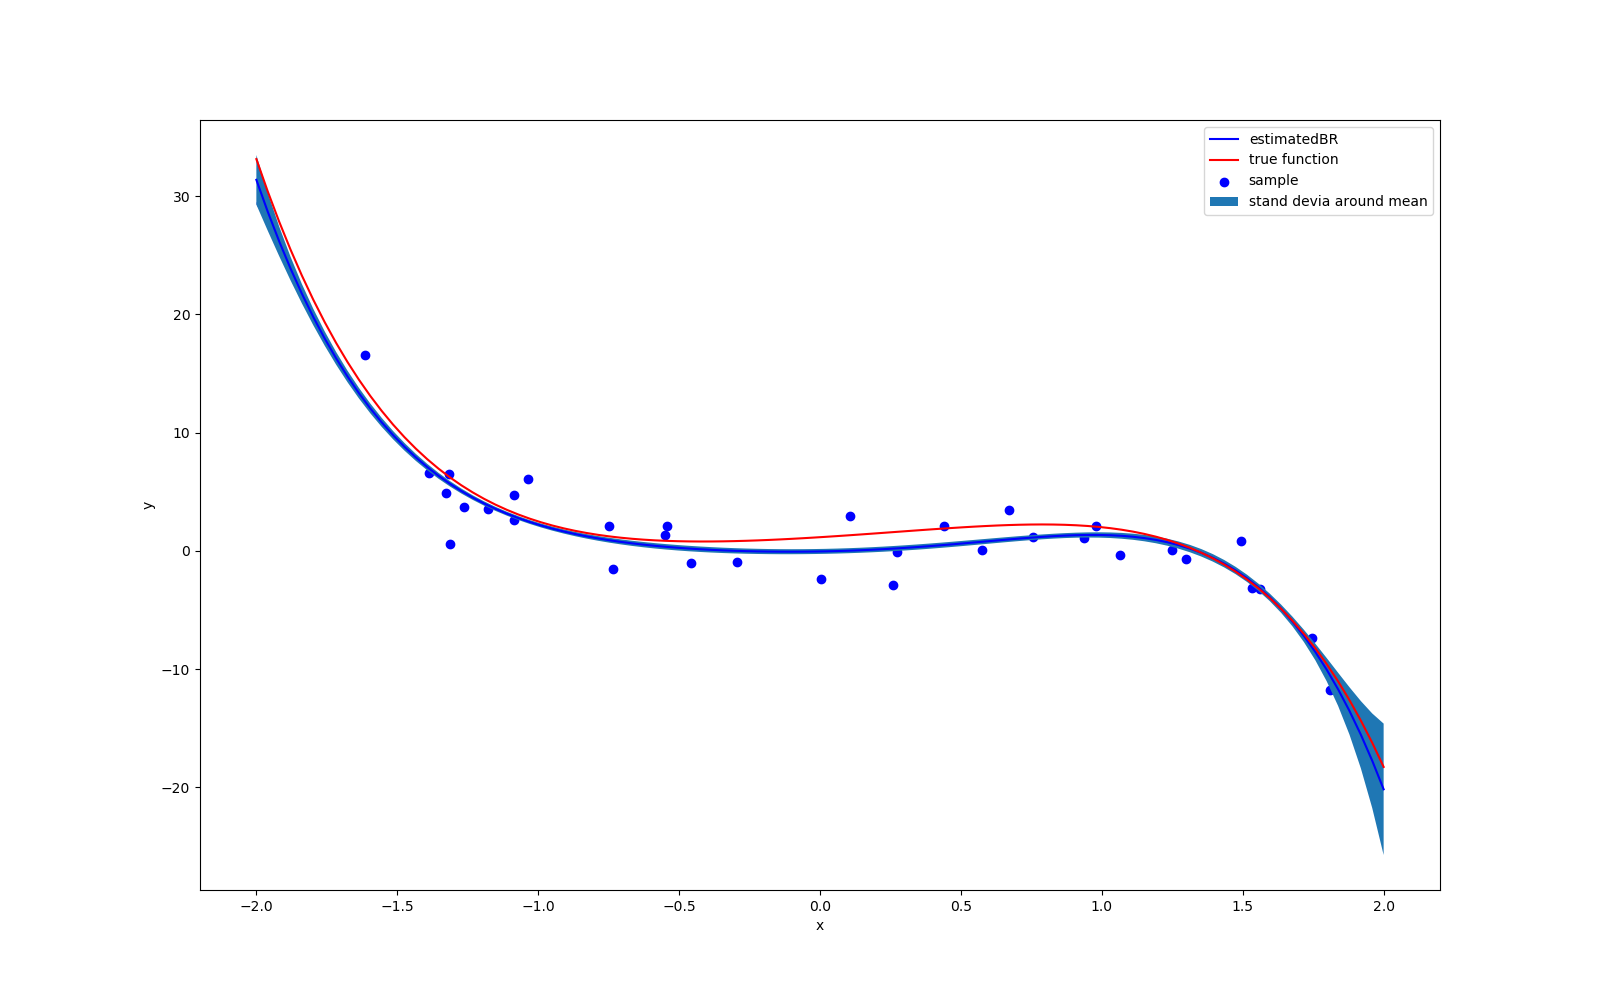 estimatedBR
true function
sample
stand devia around mean
30
20
10
0
−10
−20
y
−2.0 −1.5 −1.0 −0.5 0.0 0.5 1.0 1.5 2.0
x